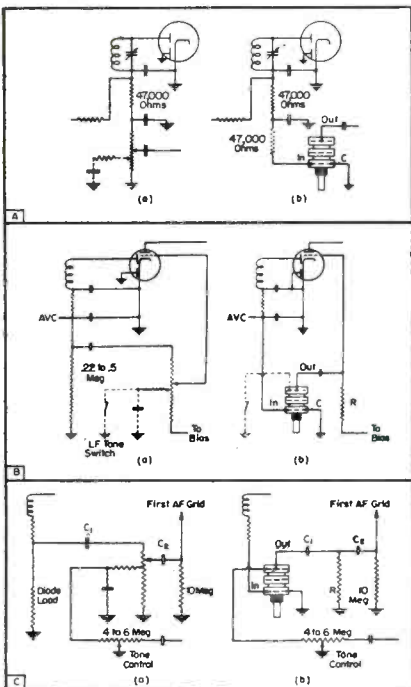 47,000
Ohms
(a)
47,000
Ohms
47,000
Ohms
Out
In
C
(b)
A
AVC
.22 to .5
Meg
LF Tone
Switch
To
Bias
(a)
AVC
Out
In
C
R
To
Bias
(b)
B
First AF Grid
C1
C2
Diode
Load
10 Meg
4 to 6 Meg
Tone
Control
(a)
First AF Grid
Out
C1
C2
In
R
10
Meg
4 to 6 Meg
Tone
Control
(b)
C